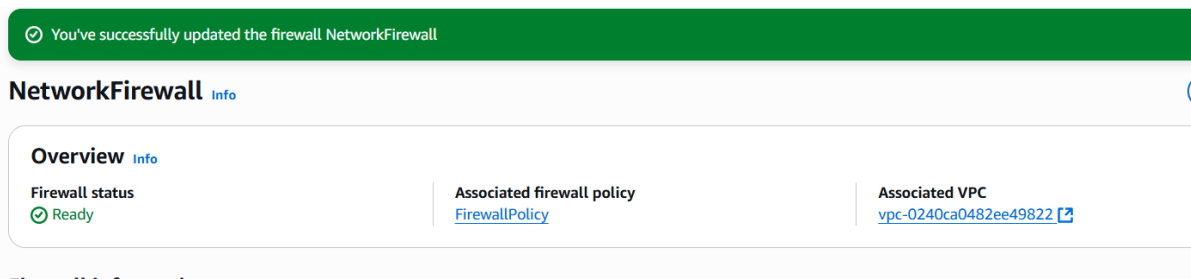 You've successfully updated the firewall NetworkFirewall
NetworkFirewall Info
Overview Info
Firewall status
Ready
Associated firewall policy
FirewallPolicy
Associated VPC
vpc-0240ca0482ee49822